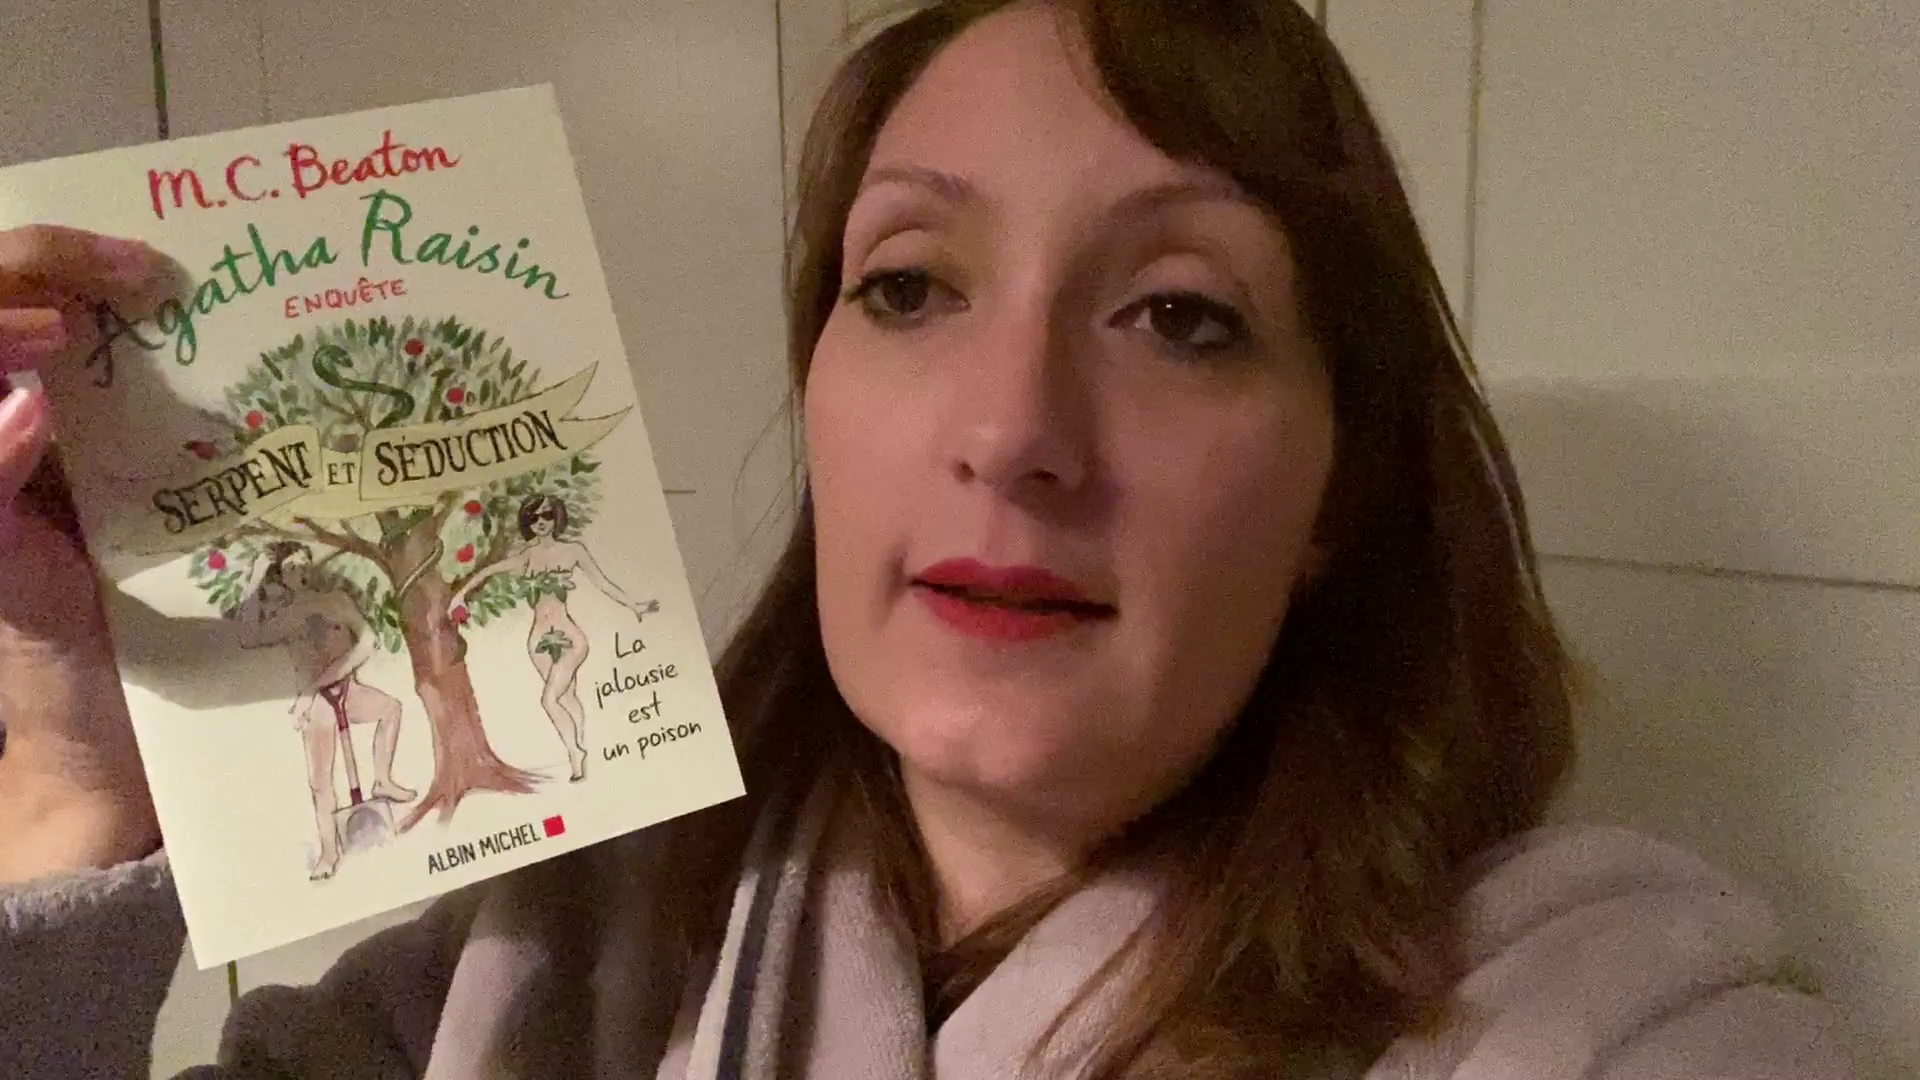 M.C. Beaton
Agatha Raisin
ENQUÊTE
SERPENT ET SÉDUCTION
La
jalousie
est
un poison
ALBIN MICHEL